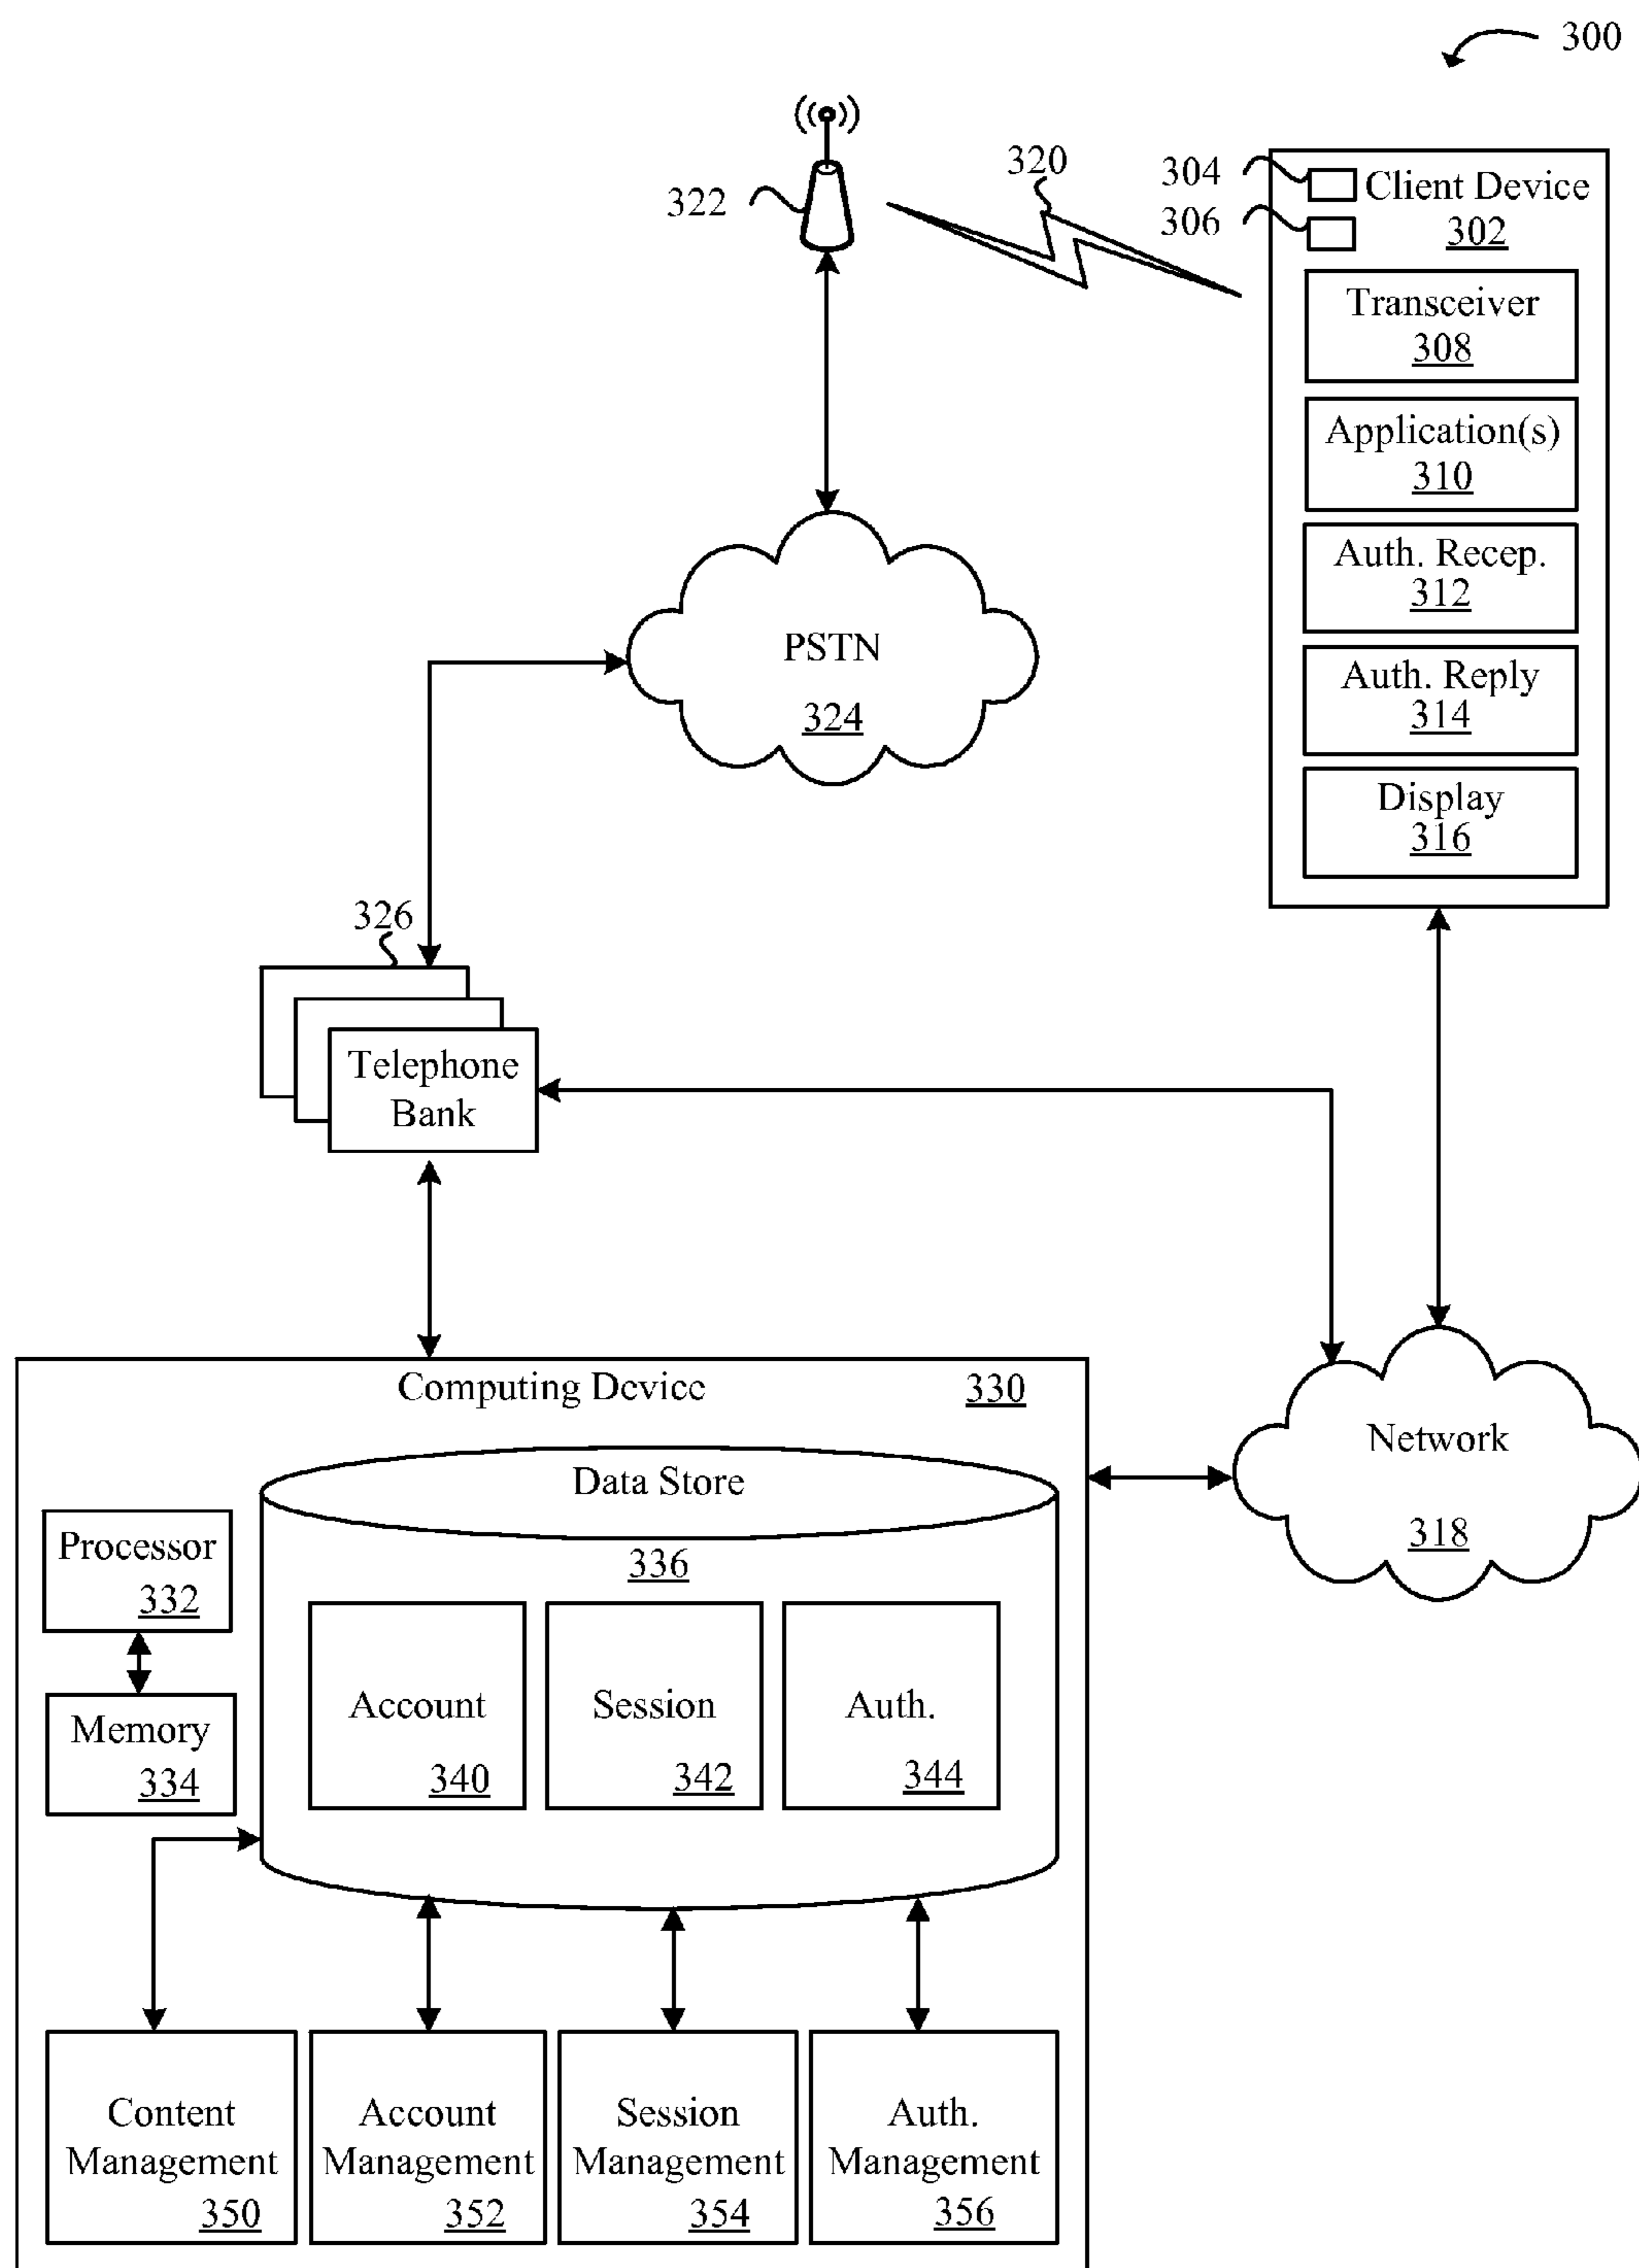 300
320
322
304
306
Client Device
302
Transceiver
308
Application(s)
310
Auth. Recep.
312
Auth. Reply
314
Display
316
PSTN
324
326
Telephone
Bank
Computing Device
330
Network
318
Data Store
336
Processor
332
Memory
334
Account
340
Session
342
Auth.
344
Content
Management
350
Account
Management
352
Session
Management
354
Auth.
Management
356